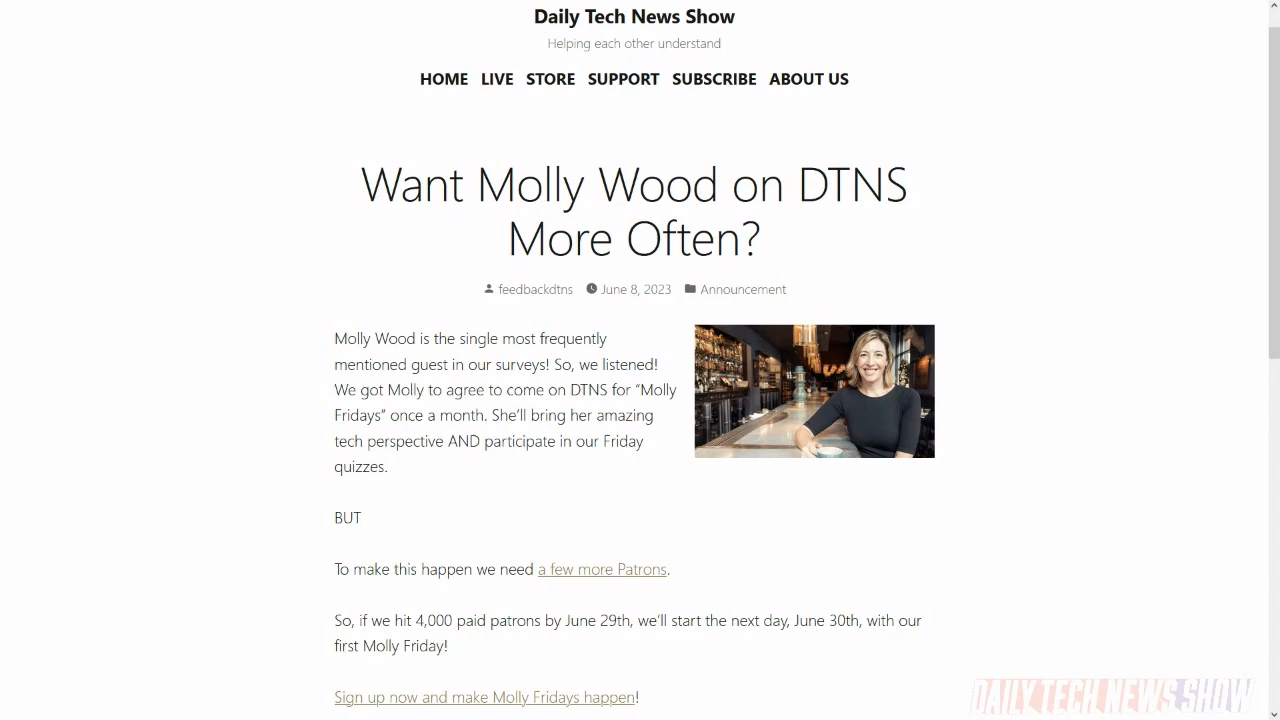 Daily Tech News Show
Helping each other understand
HOME LIVE STORE SUPPORT SUBSCRIBE ABOUT US
Want Molly Wood on DTNS
More Often?
feedbackdtns June 8, 2023 Announcement
Molly Wood is the single most frequently
mentioned guest in our surveys! So, we listened!
We got Molly to agree to come on DTNS for “Molly
Fridays” once a month. She’ll bring her amazing
tech perspective AND participate in our Friday
quizzes.
BUT
To make this happen we need a few more Patrons.
So, if we hit 4,000 paid patrons by June 29th, we’ll start the next day, June 30th, with our
first Molly Friday!
Sign up now and make Molly Fridays happen!
DAILY TECH NEWS SHOW